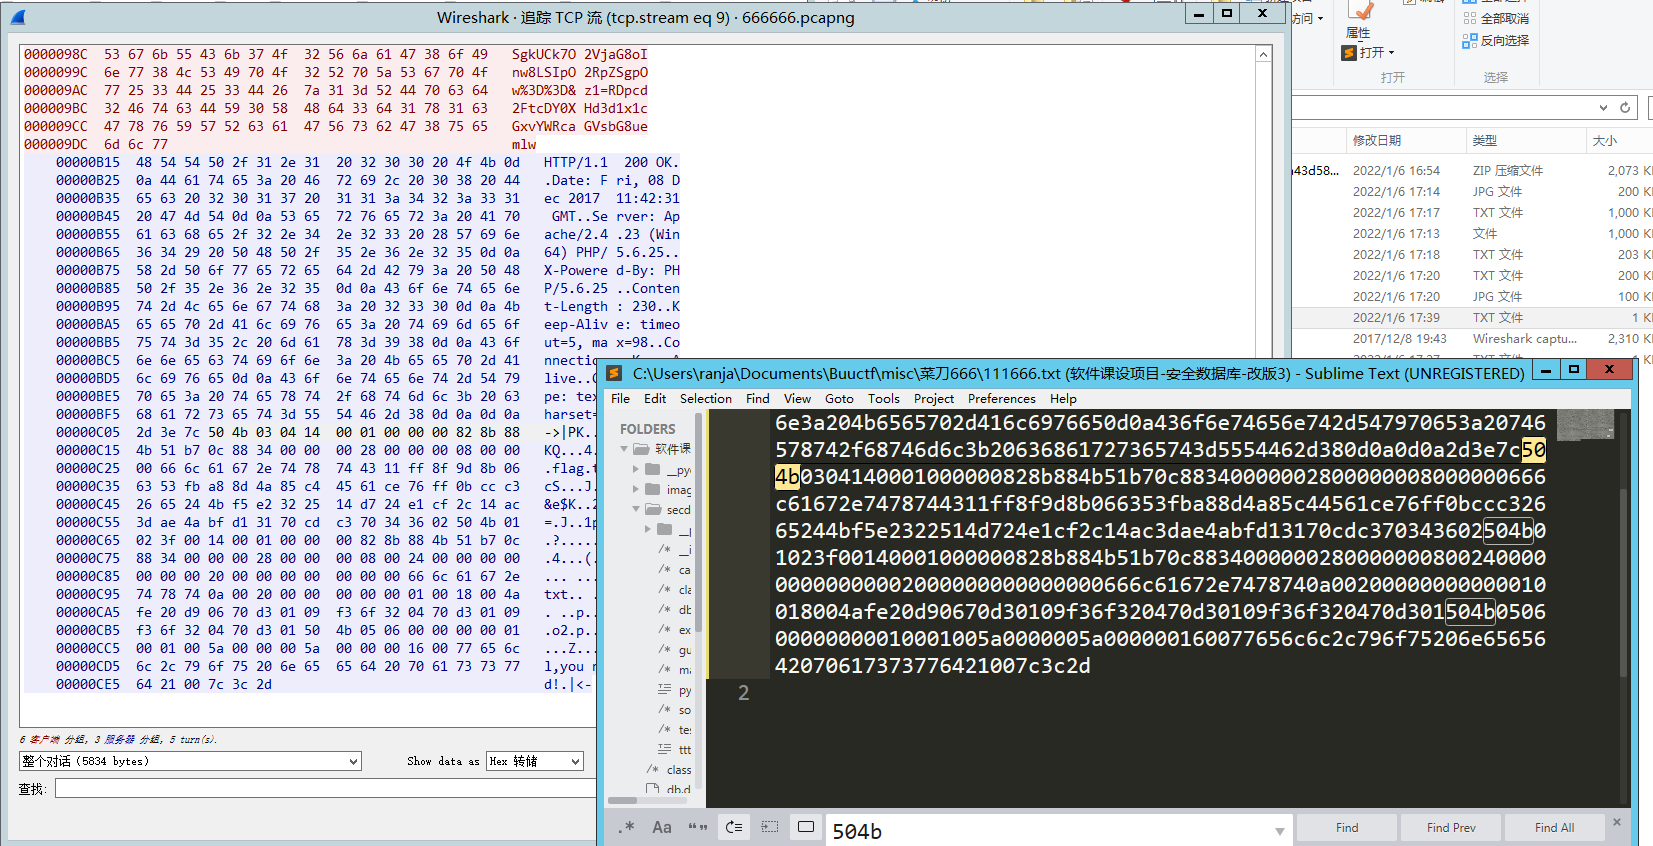 Wireshark · 追踪 TCP 流 (tcp.stream eq 9) · 666666.pcapng
0000098C 53 67 6b 55 43 6b 37 4f 32 56 6a 61 47 38 6f 49 SgkUCk7O 2VjaG8oI
0000099C 6e 77 38 4c 53 49 70 4f 32 52 70 5a 53 67 70 4f nw8LSIpO 2RpZSgpO
000009AC 77 25 33 44 25 33 44 26 7a 31 3d 52 44 70 63 64 w%3D%3D& z1=RDpcd
000009BC 32 46 74 63 44 59 30 58 48 64 33 64 31 78 31 63 2FtcDY0X Hd3d1x1c
000009CC 47 78 76 59 57 52 63 61 47 56 73 62 47 38 75 65 GxvYWRca GVsbG8ue
000009DC 6d 6c 77 mlw
00000B15 48 54 54 50 2f 31 2e 31 20 32 30 30 20 4f 4b 0d HTTP/1.1 200 OK.
00000B25 0a 44 61 74 65 3a 20 46 72 69 2c 20 30 38 20 44 .Date: F ri, 08 D
00000B35 65 63 20 32 30 31 37 20 31 31 3a 34 32 3a 33 31 ec 2017 11:42:31
00000B45 20 47 4d 54 0d 0a 53 65 72 76 65 72 3a 20 41 70 GMT..Se rver: Ap
00000B55 61 63 68 65 2f 32 2e 34 2e 32 33 20 28 57 69 6e ache/2.4 .23 (Win
00000B65 36 34 29 20 50 48 50 2f 35 2e 36 2e 32 35 0d 0a 64) PHP/ 5.6.25..
00000B75 58 2d 50 6f 77 65 72 65 64 2d 42 79 3a 20 50 48 X-Powere d-By: PH
00000B85 50 2f 35 2e 36 2e 32 35 0d 0a 43 6f 6e 74 65 6e P/5.6.25 ..Conten
00000B95 74 2d 4c 65 6e 67 74 68 3a 20 32 33 30 0d 0a 4b t-Length : 230..K
00000BA5 65 65 70 2d 41 6c 69 76 65 3a 20 74 69 6d 65 6f eep-Aliv e: timeo
00000BB5 75 74 3d 35 2c 20 6d 61 78 3d 39 38 0d 0a 43 6f ut=5, ma x=98..Co
00000BC5 6e 6e 65 63 74 69 6f 6e 3a 20 4b 65 65 70 2d 41 nnection
00000BD5 6c 69 76 65 0d 0a 43 6f 6e 74 65 6e 74 2d 54 79 live..C
00000BE5 70 65 3a 20 74 65 78 74 2f 68 74 6d 6c 3b 20 63 pe: tex
00000BF5 68 61 72 73 65 74 3d 55 54 46 2d 38 0d 0a 0d 0a harset=
00000C05 2d 3e 7c 50 4b 03 04 14 00 01 00 00 00 82 8b 88 ->|PK..
00000C15 4b 51 b7 0c 88 34 00 00 00 28 00 00 00 08 00 00 KQ...4.
00000C25 00 66 6c 61 67 2e 74 78 74 43 11 ff 8f 9d 8b 06 .flag.t
00000C35 63 53 fb a8 8d 4a 85 c4 45 61 ce 76 ff 0b cc c3 cS...J.
00000C45 26 65 24 4b f5 e2 32 25 14 d7 24 e1 cf 2c 14 ac &e$K..2
00000C55 3d ae 4a bf d1 31 70 cd c3 70 34 36 02 50 4b 01 =.J..1p
00000C65 02 3f 00 14 00 01 00 00 00 82 8b 88 4b 51 b7 0c .?.....
00000C75 88 34 00 00 00 28 00 00 00 08 00 24 00 00 00 00 .4...(.
00000C85 00 00 00 20 00 00 00 00 00 00 00 66 6c 61 67 2e ... ...
00000C95 74 78 74 0a 00 20 00 00 00 00 00 01 00 18 00 4a txt.. .
00000CA5 fe 20 d9 06 70 d3 01 09 f3 6f 32 04 70 d3 01 09 . ..p..
00000CB5 f3 6f 32 04 70 d3 01 50 4b 05 06 00 00 00 00 01 .o2.p..
00000CC5 00 01 00 5a 00 00 00 5a 00 00 00 16 00 77 65 6c ...Z...
00000CD5 6c 2c 79 6f 75 20 6e 65 65 64 20 70 61 73 73 77 l,you n
00000CE5 64 21 00 7c 3c 2d d!.|<-
6 客户端 分组, 3 服务器 分组, 5 turn(s).
整个对话 (5834 bytes)
Show data as
Hex 转储
查找:
访问
属性
打开
打开
全部取消
反向选择
选择
修改日期 类型 大小
a43d58... 2022/1/6 16:54 ZIP 压缩文件 2,073
2022/1/6 17:14 JPG 文件 200
2022/1/6 17:17 TXT 文件 1,000
2022/1/6 17:13 文件 1,000
2022/1/6 17:18 TXT 文件 203
2022/1/6 17:20 TXT 文件 200
2022/1/6 17:20 JPG 文件 100
2022/1/6 17:39 TXT 文件 1
2017/12/8 19:43 Wireshark captu... 2,310
C:\Users\ranja\Documents\Buuctf\misc\菜刀666\111666.txt (软件课设项目-安全数据库-改版3) - Sublime Text (UNREGISTERED)
File Edit Selection Find View Goto Tools Project Preferences Help
FOLDERS
软件课
__py
imag
secd
/* __i
/* ca
/* cla
/* db
/* ex
/* gu
/* ma
py
/* so
/* tes
ttt
/* class
db.d
6e3a204b6565702d416c6976650d0a436f6e74656e742d547970653a20746
578742f68746d6c3b20636861727365743d5554462d380d0a0d0a2d3e7c50
4b0304140001000000828b884b51b70c88340000002800000008000000666
c61672e7478744311ff8f9d8b066353fba88d4a85c44561ce76ff0bccc326
65244bf5e2322514d724e1cf2c14ac3dae4abfd13170cdc370343602504b0
1023f00140001000000828b884b51b70c8834000000280000000800240000
00000000002000000000000000666c61672e7478740a00200000000000010
018004afe20d90670d30109f36f320470d30109f36f320470d301504b0506
00000000010001005a0000005a000000160077656c6c2c796f75206e65656
42070617373776421007c3c2d
2
504b
Find
Find Prev
Find All